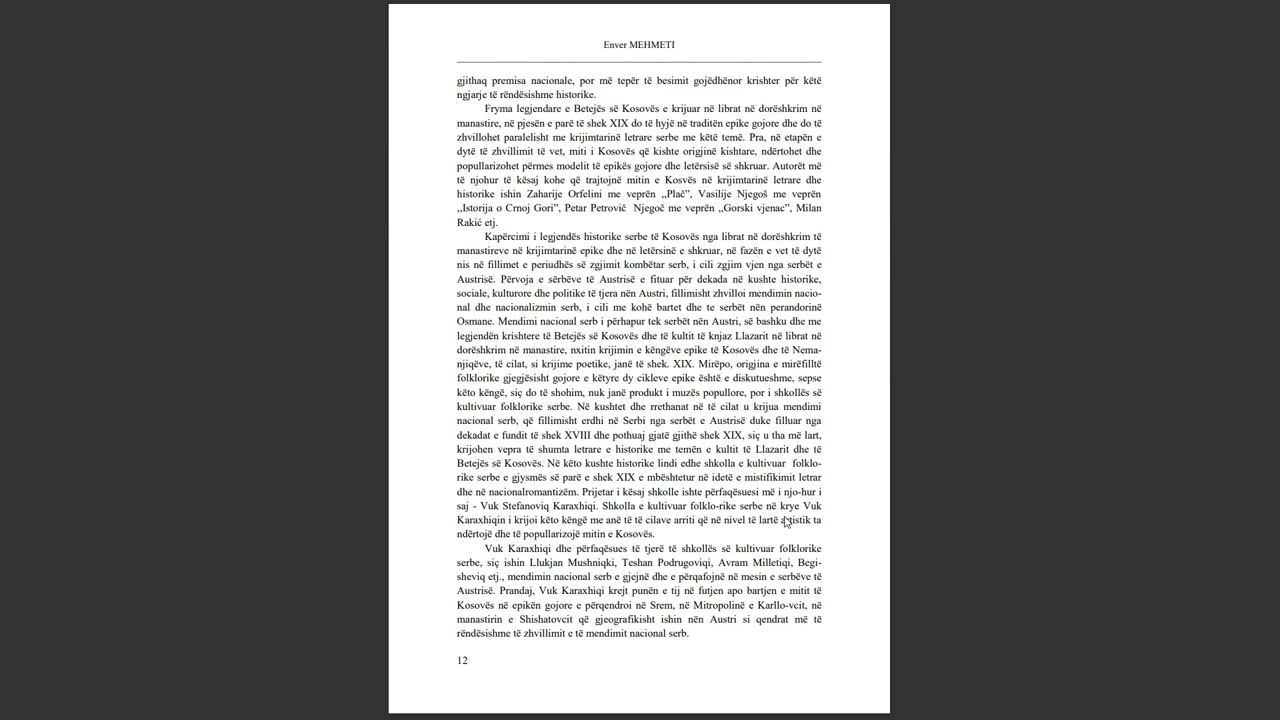 Enver MEHMETI
gjithaq premisa nacionale, por më tepër të besimit gojëdhënor krishter për këtë
ngjarje të rëndësishme historike.
Fryma legjendare e Betejës së Kosovës e krijuar në librat në dorëshkrim në
manastire, në pjesën e parë të shek XIX do të hyjë në traditën epike gojore dhe do të
zhvillohet paralelisht me krijimtarinë letrare serbe me këtë temë. Pra, në etapën e
dytë të zhvillimit të vet, miti i Kosovës që kishte origjinë kishtare, ndërtohet dhe
popullarizohet përmes modelit të epikës gojore dhe letërsisë së shkruar. Autorët më
të njohur të kësaj kohe që trajtojnë mitin e Kosvës në krijimtarinë letrare dhe
historike ishin Zaharije Orfelini me veprën ,,Plač”, Vasilije Njegoš me veprën
,,Istorija o Crnoj Gori”, Petar Petrovič  Njegoč me veprën ,,Gorski vjenac”, Milan
Rakić etj.
Kapërcimi i legjendës historike serbe të Kosovës nga librat në dorëshkrim të
manastireve në krijimtarinë epike dhe në letërsinë e shkruar, në fazën e vet të dytë
nis në fillimet e periudhës së zgjimit kombëtar serb, i cili zgjim vjen nga serbët e
Austrisë. Përvoja e sërbëve të Austrisë e fituar për dekada në kushte historike,
sociale, kulturore dhe politike të tjera nën Austri, fillimisht zhvilloi mendimin nacio-
nal dhe nacionalizmin serb, i cili me kohë bartet dhe te serbët nën perandorinë
Osmane. Mendimi nacional serb i përhapur tek serbët nën Austri, së bashku dhe me
legjendën krishtere të Betejës së Kosovës dhe të kultit të knjaz Llazarit në librat në
dorëshkrim në manastire, nxitin krijimin e këngëve epike të Kosovës dhe të Nema-
njiqëve, të cilat, si krijime poetike, janë të shek. XIX. Mirëpo, origjina e mirëfilltë
folklorike gjegjësisht gojore e këtyre dy cikleve epike është e diskutueshme, sepse
këto këngë, siç do të shohim, nuk janë produkt i muzës popullore, por i shkollës së
kultivuar folklorike serbe. Në kushtet dhe rrethanat në të cilat u krijua mendimi
nacional serb, që fillimisht erdhi në Serbi nga serbët e Austrisë duke filluar nga
dekadat e fundit të shek XVIII dhe pothuaj gjatë gjithë shek XIX, siç u tha më lart,
krijohen vepra të shumta letrare e historike me temën e kultit të Llazarit dhe të
Betejës së Kosovës. Në këto kushte historike lindi edhe shkolla e kultivuar  folklo-
rike serbe e gjysmës së parë e shek XIX e mbështetur në idetë e mistifikimit letrar
dhe në nacionalromantizëm. Prijetar i kësaj shkolle ishte përfaqësuesi më i njo-hur i
saj - Vuk Stefanoviq Karaxhiqi. Shkolla e kultivuar folklo-rike serbe në krye Vuk
Karaxhiqin i krijoi këto këngë me anë të të cilave arriti që në nivel të lartë artistik ta
ndërtojë dhe të popullarizojë mitin e Kosovës.
Vuk Karaxhiqi dhe përfaqësues të tjerë të shkollës së kultivuar folklorike
serbe, siç ishin Llukjan Mushniqki, Teshan Podrugoviqi, Avram Milletiqi, Begi-
sheviq etj., mendimin nacional serb e gjejnë dhe e përqafojnë në mesin e serbëve të
Austrisë. Prandaj, Vuk Karaxhiqi krejt punën e tij në futjen apo bartjen e mitit të
Kosovës në epikën gojore e përqendroi në Srem, në Mitropolinë e Karllo-vcit, në
manastirin e Shishatovcit që gjeografikisht ishin nën Austri si qendrat më të
rëndësishme të zhvillimit e të mendimit nacional serb.
12